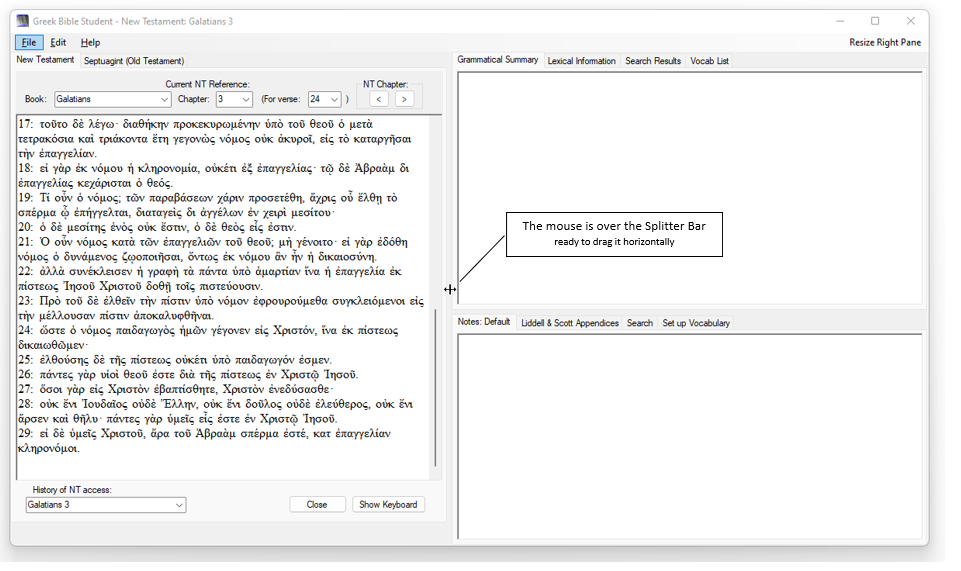 Greek Bible Student - New Testament: Galatians 3
File Edit Help
Resize Right Pane
New Testament Septuagint (Old Testament)
Current NT Reference:
NT Chapter:
Book: Galatians Chapter: 3 (For verse: 24 ) < >
17: τοῦτο δὲ λέγω· διαθήκην προκεκυρωμένην ὑπὸ τοῦ θεοῦ ὁ μετὰ
τετρακόσια καὶ τριάκοντα ἔτη γεγονὼς νόμος οὐκ ἀκυροῖ, εἰς τὸ καταργῆσαι
τὴν ἐπαγγελίαν.
18: εἰ γὰρ ἐκ νόμου ἡ κληρονομία, οὐκέτι ἐξ ἐπαγγελίας· τῷ δὲ Ἀβραὰμ δι
ἐπαγγελίας κεχάρισται ὁ θεός.
19: Τί οὖν ὁ νόμος; τῶν παραβάσεων χάριν προσετέθη, ἄχρις οὗ ἔλθῃ τὸ
σπέρμα ᾧ ἐπήγγελται, διαταγεὶς δι ἀγγέλων ἐν χειρὶ μεσίτου·
20: ὁ δὲ μεσίτης ἑνὸς οὐκ ἔστιν, ὁ δὲ θεὸς εἷς ἐστιν.
21: Ὁ οὖν νόμος κατὰ τῶν ἐπαγγελιῶν τοῦ θεοῦ; μὴ γένοιτο· εἰ γὰρ ἐδόθη
νόμος ὁ δυνάμενος ζῳοποιῆσαι, ὄντως ἐκ νόμου ἂν ἦν ἡ δικαιοσύνη.
22: ἀλλὰ συνέκλεισεν ἡ γραφὴ τὰ πάντα ὑπὸ ἁμαρτίαν ἵνα ἡ ἐπαγγελία ἐκ
πίστεως Ἰησοῦ Χριστοῦ δοθῇ τοῖς πιστεύουσιν.
23: Πρὸ τοῦ δὲ ἐλθεῖν τὴν πίστιν ὑπὸ νόμον ἐφρουρούμεθα συγκλειόμενοι εἰς
τὴν μέλλουσαν πίστιν ἀποκαλυφθῆναι.
24: ὥστε ὁ νόμος παιδαγωγὸς ἡμῶν γέγονεν εἰς Χριστόν, ἵνα ἐκ πίστεως
δικαιωθῶμεν·
25: ἐλθούσης δὲ τῆς πίστεως οὐκέτι ὑπὸ παιδαγωγόν ἐσμεν.
26: πάντες γὰρ υἱοὶ θεοῦ ἐστε διὰ τῆς πίστεως ἐν Χριστῷ Ἰησοῦ.
27: ὅσοι γὰρ εἰς Χριστὸν ἐβαπτίσθητε, Χριστὸν ἐνεδύσασθε·
28: οὐκ ἔνι Ἰουδαῖος οὐδὲ Ἕλλην, οὐκ ἔνι δοῦλος οὐδὲ ἐλεύθερος, οὐκ ἔνι
ἄρσεν καὶ θῆλυ· πάντες γὰρ ὑμεῖς εἷς ἐστε ἐν Χριστῷ Ἰησοῦ.
29: εἰ δὲ ὑμεῖς Χριστοῦ, ἄρα τοῦ Ἀβραὰμ σπέρμα ἐστέ, κατ ἐπαγγελίαν
κληρονόμοι.
History of NT access:
Galatians 3
Close Show Keyboard
Grammatical Summary Lexical Information Search Results Vocab List
The mouse is over the Splitter Bar
ready to drag it horizontally
Notes: Default Liddell & Scott Appendices Search Set up Vocabulary